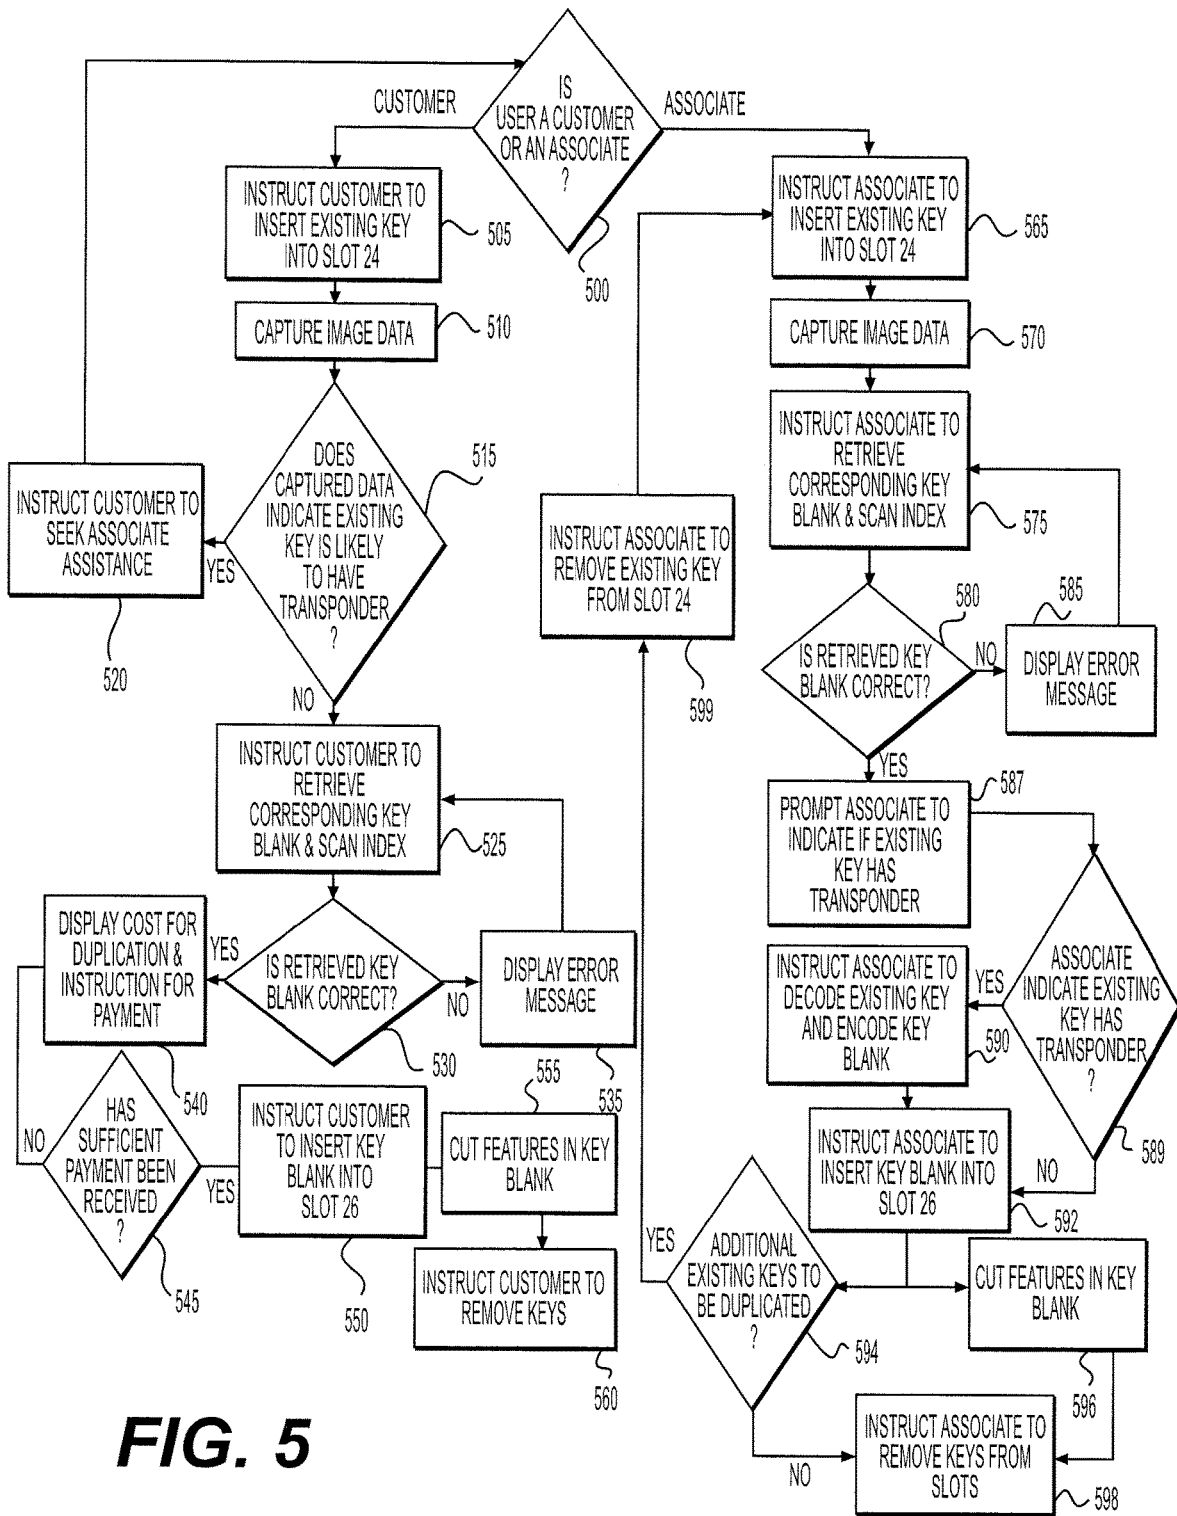 IS
USER A CUSTOMER
OR AN ASSOCIATE
?
500
CUSTOMER
ASSOCIATE
INSTRUCT CUSTOMER TO
INSERT EXISTING KEY
INTO SLOT 24
505
CAPTURE IMAGE DATA
510
DOES
CAPTURED DATA
INDICATE EXISTING
KEY IS LIKELY
TO HAVE
TRANSPONDER
?
515
YES
INSTRUCT CUSTOMER TO
SEEK ASSOCIATE
ASSISTANCE
520
NO
INSTRUCT CUSTOMER TO
RETRIEVE
CORRESPONDING KEY
BLANK & SCAN INDEX
525
IS RETRIEVED KEY
BLANK CORRECT?
530
NO
DISPLAY ERROR
MESSAGE
535
YES
DISPLAY COST FOR
DUPLICATION &
INSTRUCTION FOR
PAYMENT
540
HAS
SUFFICIENT
PAYMENT BEEN
RECEIVED
?
545
NO
YES
INSTRUCT CUSTOMER
TO INSERT KEY
BLANK INTO
SLOT 26
550
CUT FEATURES IN KEY
BLANK
555
INSTRUCT CUSTOMER TO
REMOVE KEYS
560
INSTRUCT ASSOCIATE TO
INSERT EXISTING KEY
INTO SLOT 24
565
CAPTURE IMAGE DATA
570
INSTRUCT ASSOCIATE TO
RETRIEVE
CORRESPONDING KEY
BLANK & SCAN INDEX
575
IS RETRIEVED KEY
BLANK CORRECT?
580
NO
DISPLAY ERROR
MESSAGE
585
YES
PROMPT ASSOCIATE TO
INDICATE IF EXISTING
KEY HAS
TRANSPONDER
587
ASSOCIATE
INDICATE EXISTING
KEY HAS
TRANSPONDER
?
589
YES
INSTRUCT ASSOCIATE TO
DECODE EXISTING KEY
AND ENCODE KEY
BLANK
590
NO
INSTRUCT ASSOCIATE TO
INSERT KEY BLANK INTO
SLOT 26
592
ADDITIONAL
EXISTING KEYS TO
BE DUPLICATED
?
594
YES
INSTRUCT ASSOCIATE TO
REMOVE EXISTING KEY
FROM SLOT 24
599
CUT FEATURES IN KEY
BLANK
596
NO
INSTRUCT ASSOCIATE TO
REMOVE KEYS FROM
SLOTS
598
FIG. 5